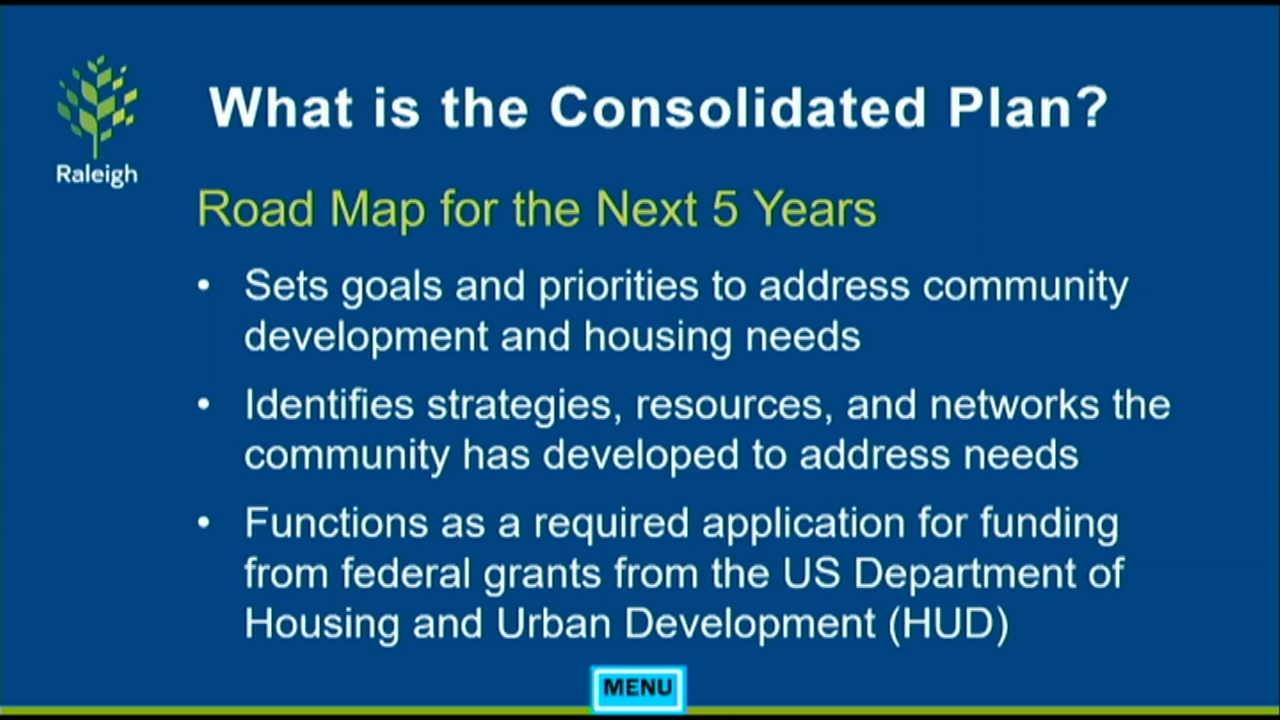 What is the Consolidated Plan?
Raleigh
Road Map for the Next 5 Years
• Sets goals and priorities to address community
development and housing needs
• Identifies strategies, resources, and networks the
community has developed to address needs
• Functions as a required application for funding
from federal grants from the US Department of
Housing and Urban Development (HUD)
MENU